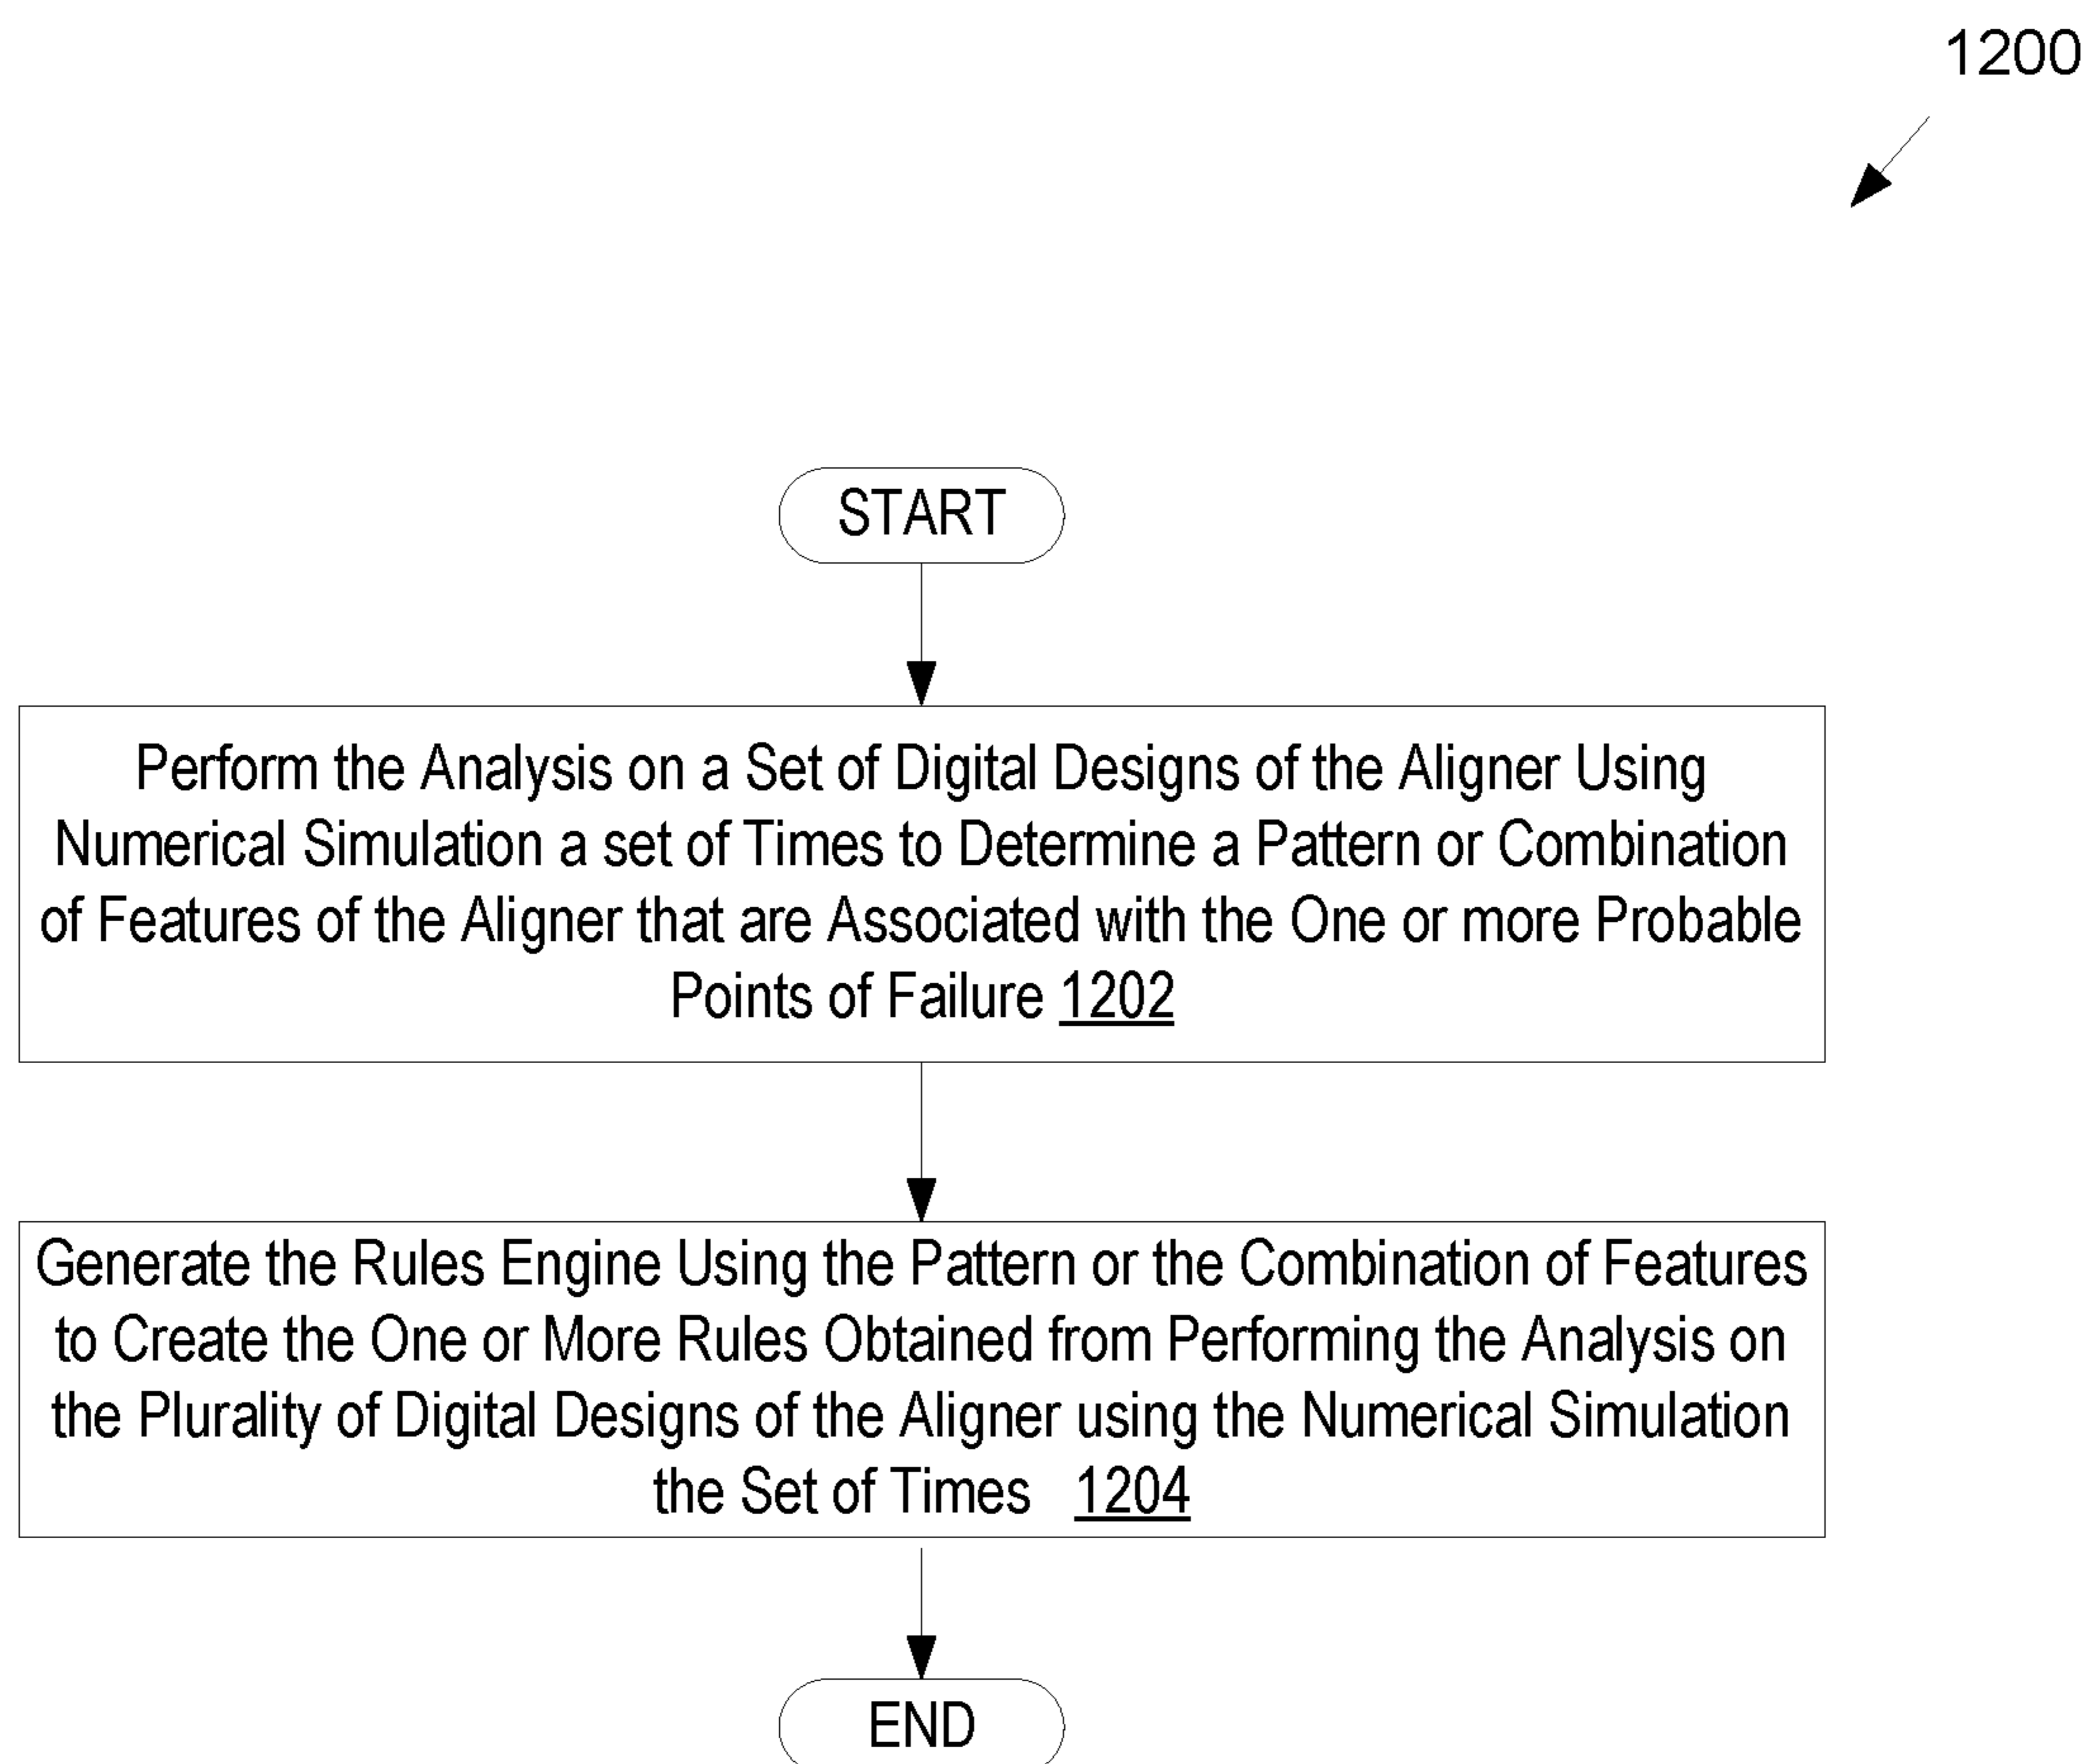 1200
START
Perform the Analysis on a Set of Digital Designs of the Aligner Using
Numerical Simulation a set of Times to Determine a Pattern or Combination
of Features of the Aligner that are Associated with the One or more Probable
Points of Failure 1202
Generate the Rules Engine Using the Pattern or the Combination of Features
to Create the One or More Rules Obtained from Performing the Analysis on
the Plurality of Digital Designs of the Aligner using the Numerical Simulation
the Set of Times 1204
END